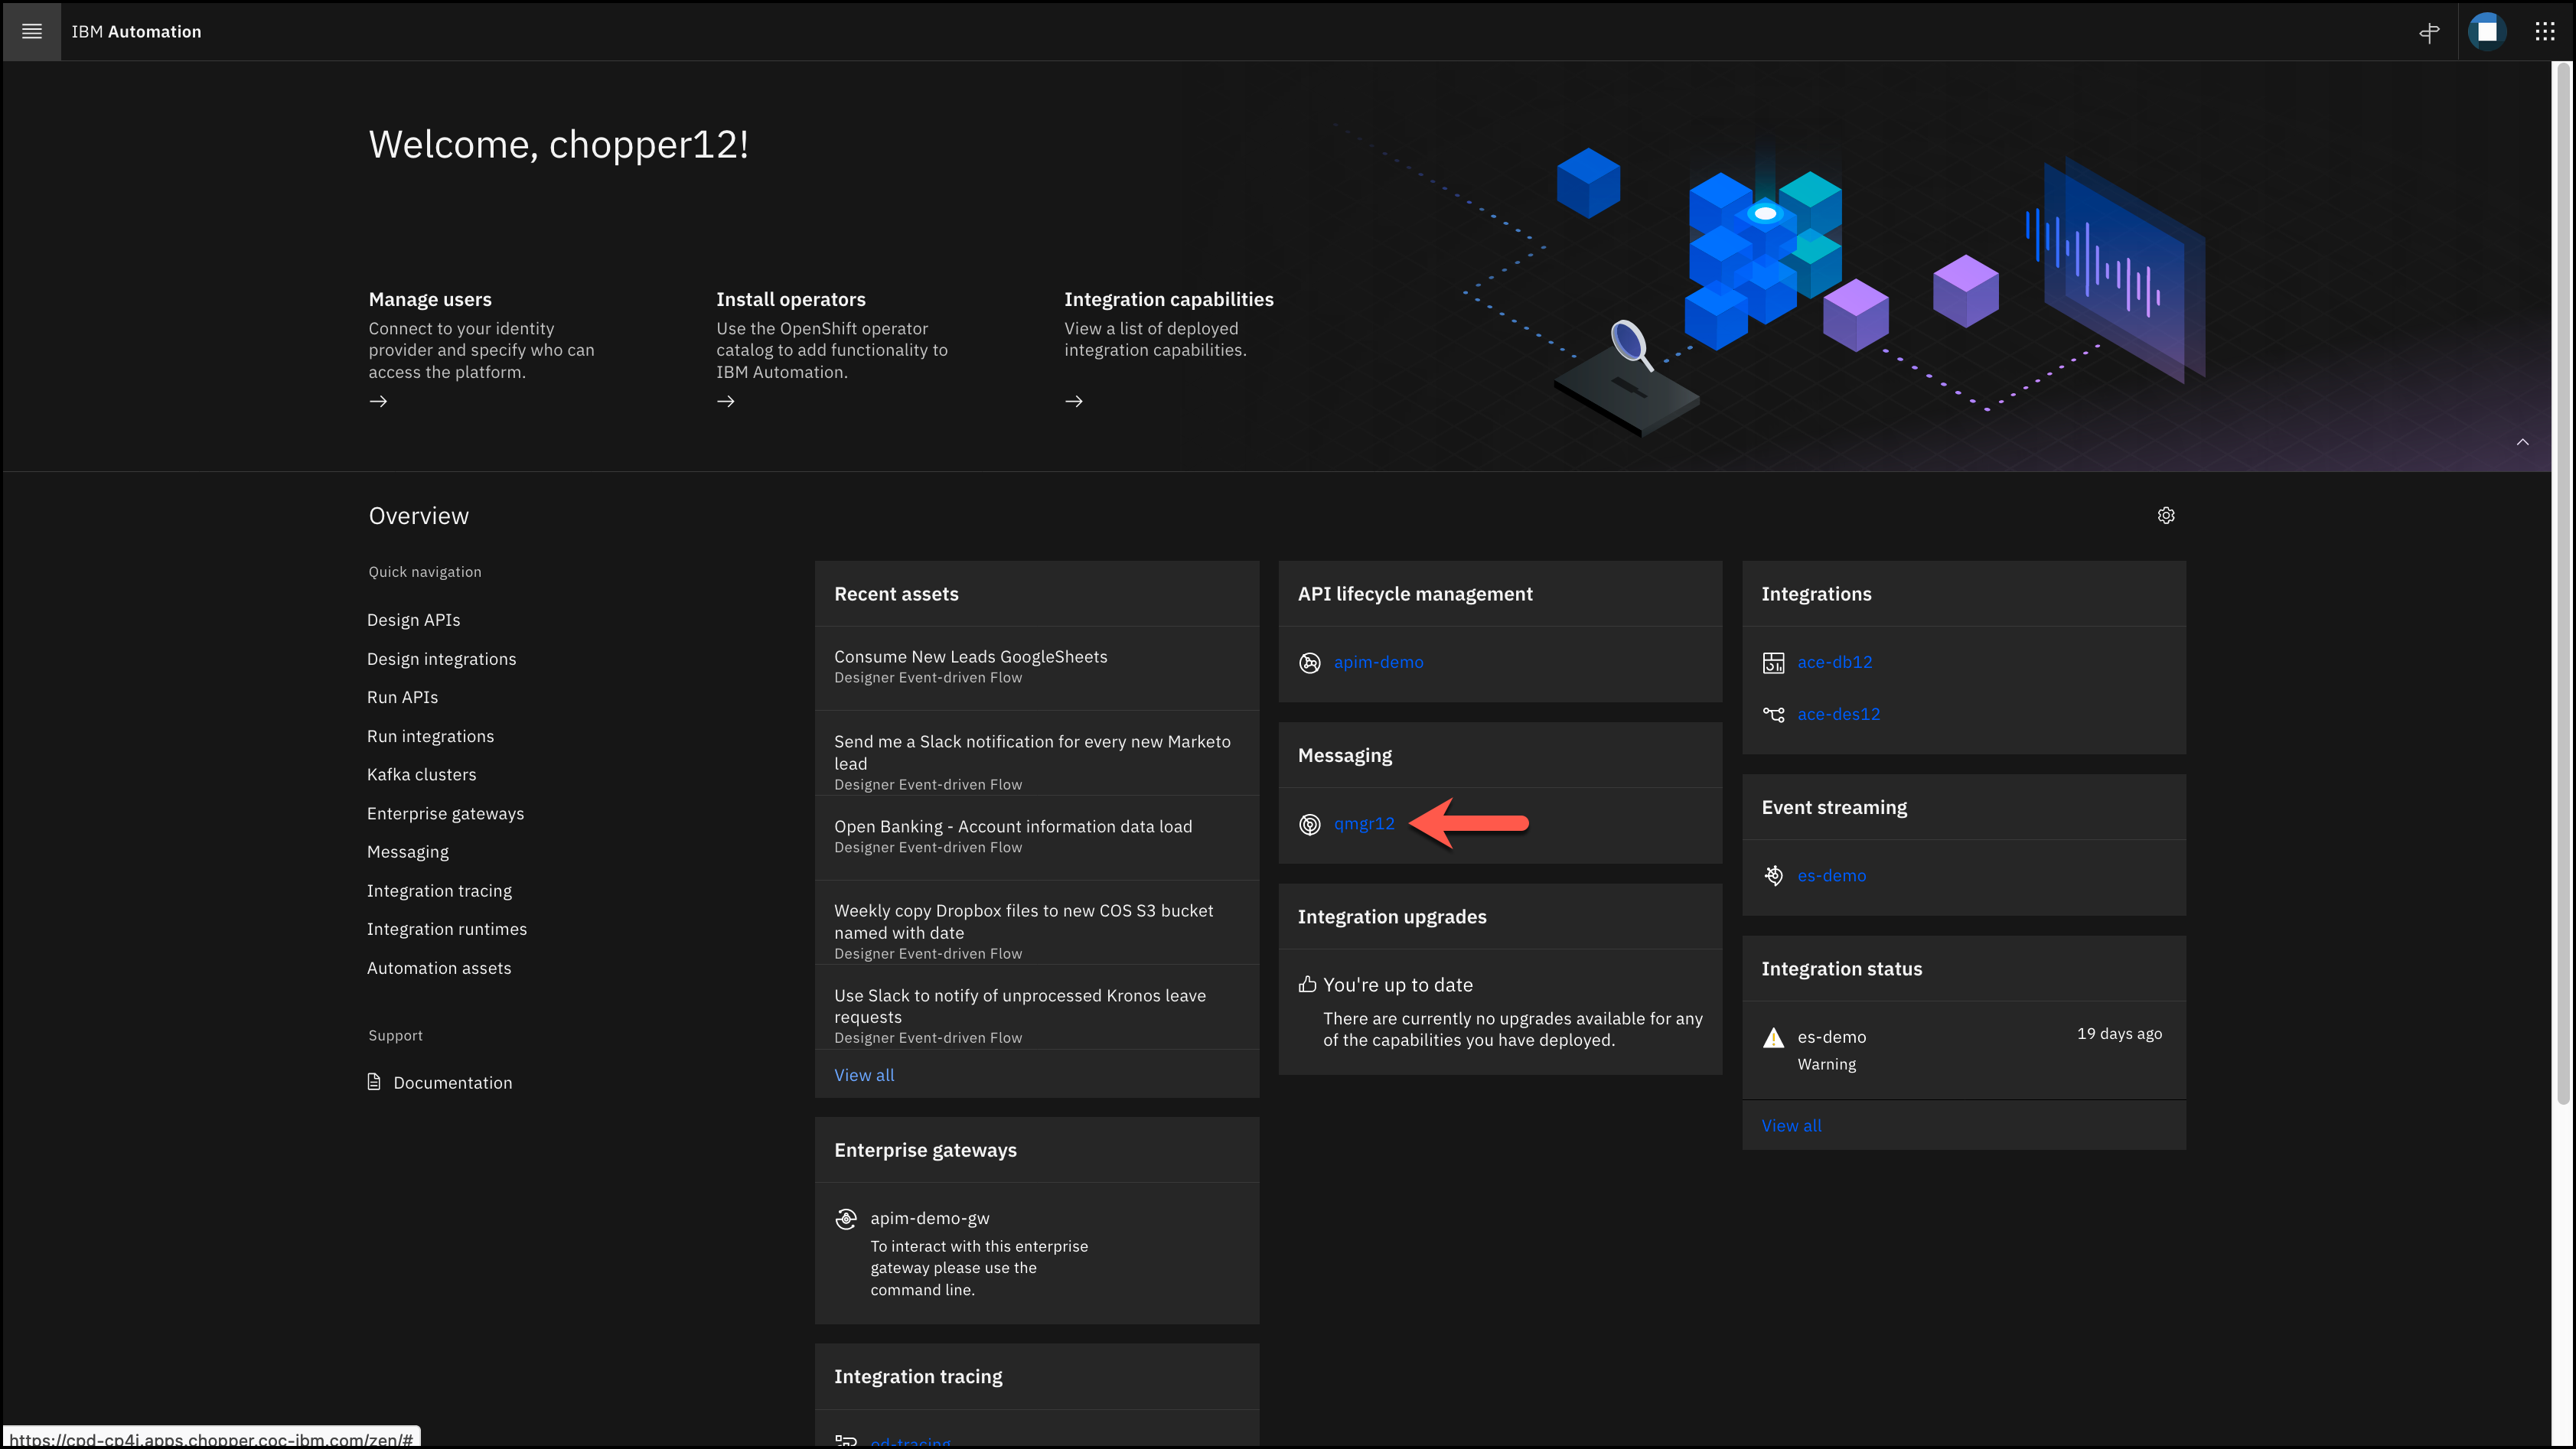 IBM Automation
Welcome, chopper12!
Manage users
Connect to your identity
provider and specify who can
access the platform.
Install operators
Use the OpenShift operator
catalog to add functionality to
IBM Automation.
Integration capabilities
View a list of deployed
integration capabilities.
Overview
Quick navigation
Design APIs
Design integrations
Run APIs
Run integrations
Kafka clusters
Enterprise gateways
Messaging
Integration tracing
Integration runtimes
Automation assets
Support
Documentation
Recent assets
Consume New Leads GoogleSheets
Designer Event-driven Flow
Send me a Slack notification for every new Marketo
lead
Designer Event-driven Flow
Open Banking - Account information data load
Designer Event-driven Flow
Weekly copy Dropbox files to new COS S3 bucket
named with date
Designer Event-driven Flow
Use Slack to notify of unprocessed Kronos leave
requests
Designer Event-driven Flow
View all
Enterprise gateways
apim-demo-gw
To interact with this enterprise
gateway please use the
command line.
Integration tracing
od-tracing
API lifecycle management
apim-demo
Messaging
qmgr12
Integration upgrades
You're up to date
There are currently no upgrades available for any
of the capabilities you have deployed.
Integrations
ace-db12
ace-des12
Event streaming
es-demo
Integration status
es-demo
19 days ago
Warning
View all
https://cpd-cp4i.apps.chopper.coc-ibm.com/zen/#